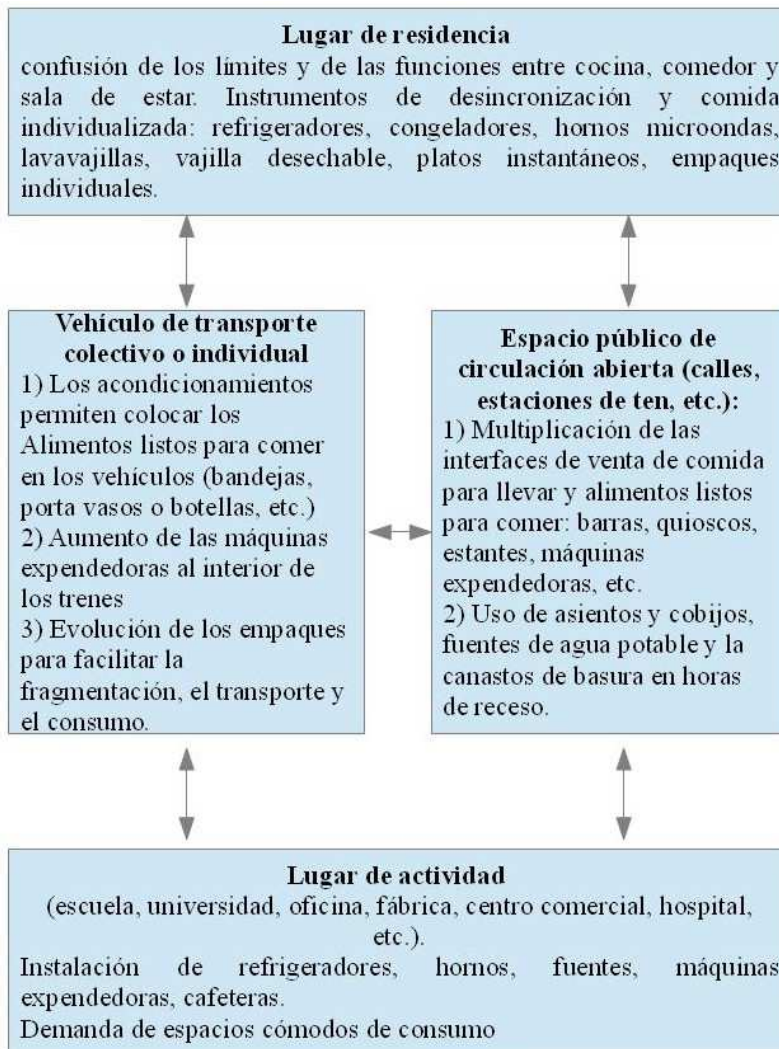 Lugar de residencia
confusión de los límites y de las funciones entre cocina, comedor y
sala de estar. Instrumentos de desincronización y comida
individualizada: refrigeradores, congeladores, hornos microondas,
lavavajillas, vajilla desechable, platos instantáneos, empaques
individuales.
Vehículo de transporte
colectivo o individual
1) Los acondicionamientos
permiten colocar los
Alimentos listos para comer
en los vehículos (bandejas,
porta vasos o botellas, etc.)
2) Aumento de las máquinas
expendedoras al interior de
los trenes
3) Evolución de los empaques
para facilitar la
fragmentación, el transporte y
el consumo.
Espacio público de
circulación abierta (calles,
estaciones de ten, etc.):
1) Multiplicación de las
interfaces de venta de comida
para llevar y alimentos listos
para comer: barras, quioscos,
estantes, máquinas
expendedoras, etc.
2) Uso de asientos y cobijos,
fuentes de agua potable y la
canastos de basura en horas
de receso.
Lugar de actividad
(escuela, universidad, oficina, fábrica, centro comercial, hospital,
etc.).
Instalación de refrigeradores, hornos, fuentes, máquinas
expendedoras, cafeteras.
Demanda de espacios cómodos de consumo